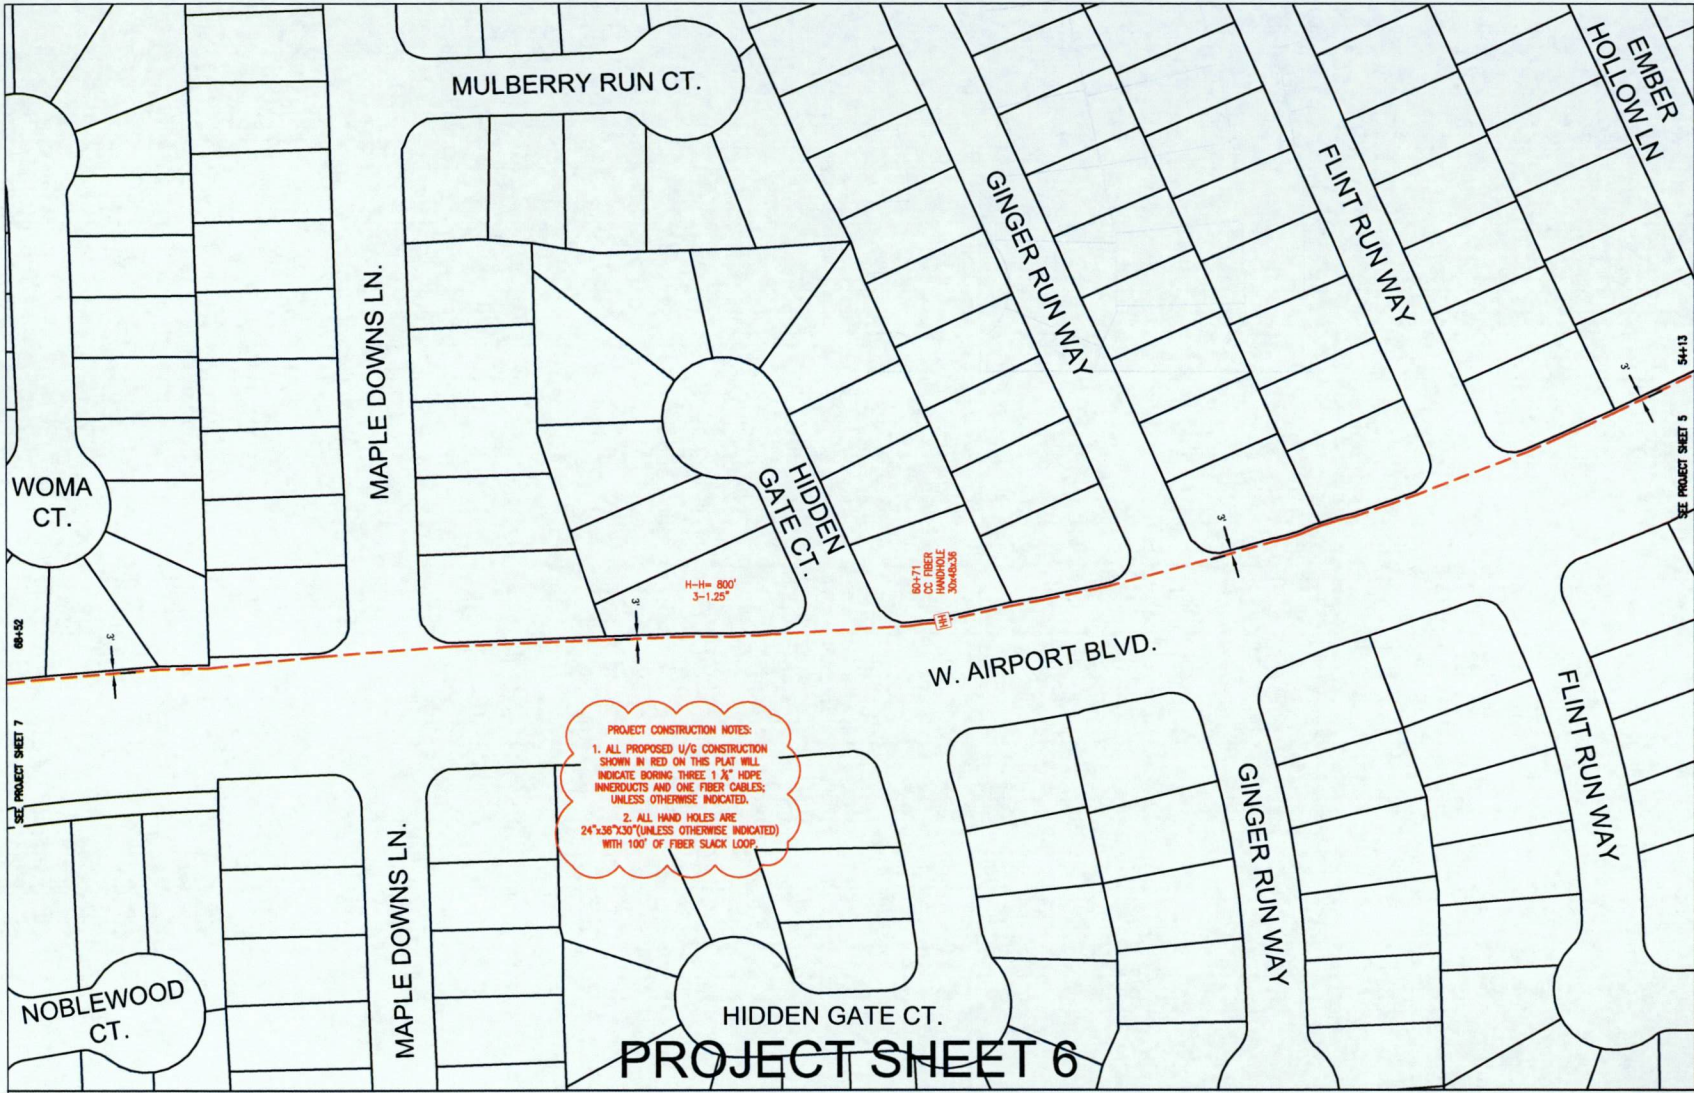 EMBER
HOLLOW LN
MULBERRY RUN CT.
FLINT RUN WAY
GINGER RUN WAY
MAPLE DOWNS LN.
WOMA
CT.
HIDDEN
GATE CT.
3'
54+13
SEE PROJECT SHEET 5
3'
60+71
CC FIBER
HANDHOLE
30x48x36
HH
H-H= 800'
3-1.25"
3'
3'
68+52
SEE PROJECT SHEET 7
W. AIRPORT BLVD.
PROJECT CONSTRUCTION NOTES:
1. ALL PROPOSED U/G CONSTRUCTION
SHOWN IN RED ON THIS PLAT WILL
INDICATE BORING THREE 1 ¼" HDPE
INNERDUCTS AND ONE FIBER CABLES;
UNLESS OTHERWISE INDICATED.
2. ALL HAND HOLES ARE
24"x36"X30"(UNLESS OTHERWISE INDICATED)
WITH 100' OF FIBER SLACK LOOP.
FLINT RUN WAY
GINGER RUN WAY
MAPLE DOWNS LN.
NOBLEWOOD
CT.
HIDDEN GATE CT.
PROJECT SHEET 6